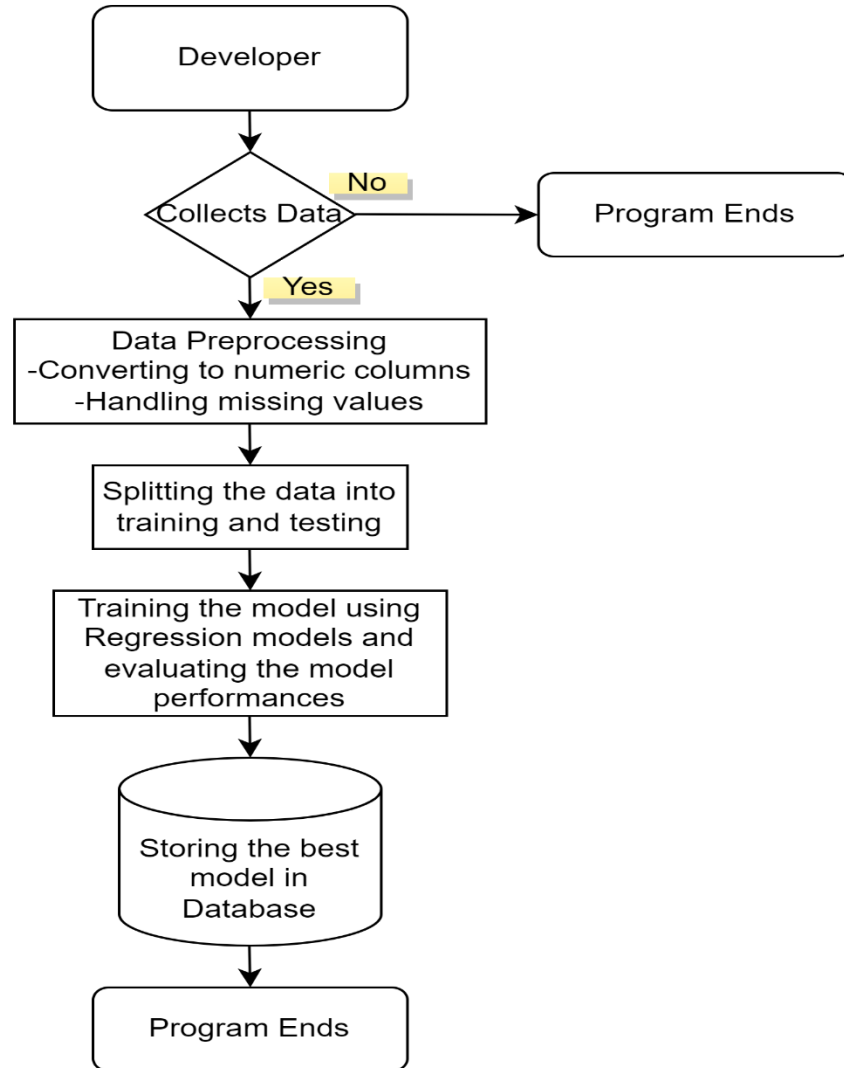 Developer
Collects Data
No
Program Ends
Yes
Data Preprocessing
-Converting to numeric columns
-Handling missing values
Splitting the data into
training and testing
Training the model using
Regression models and
evaluating the model
performances
Storing the best
model in
Database
Program Ends